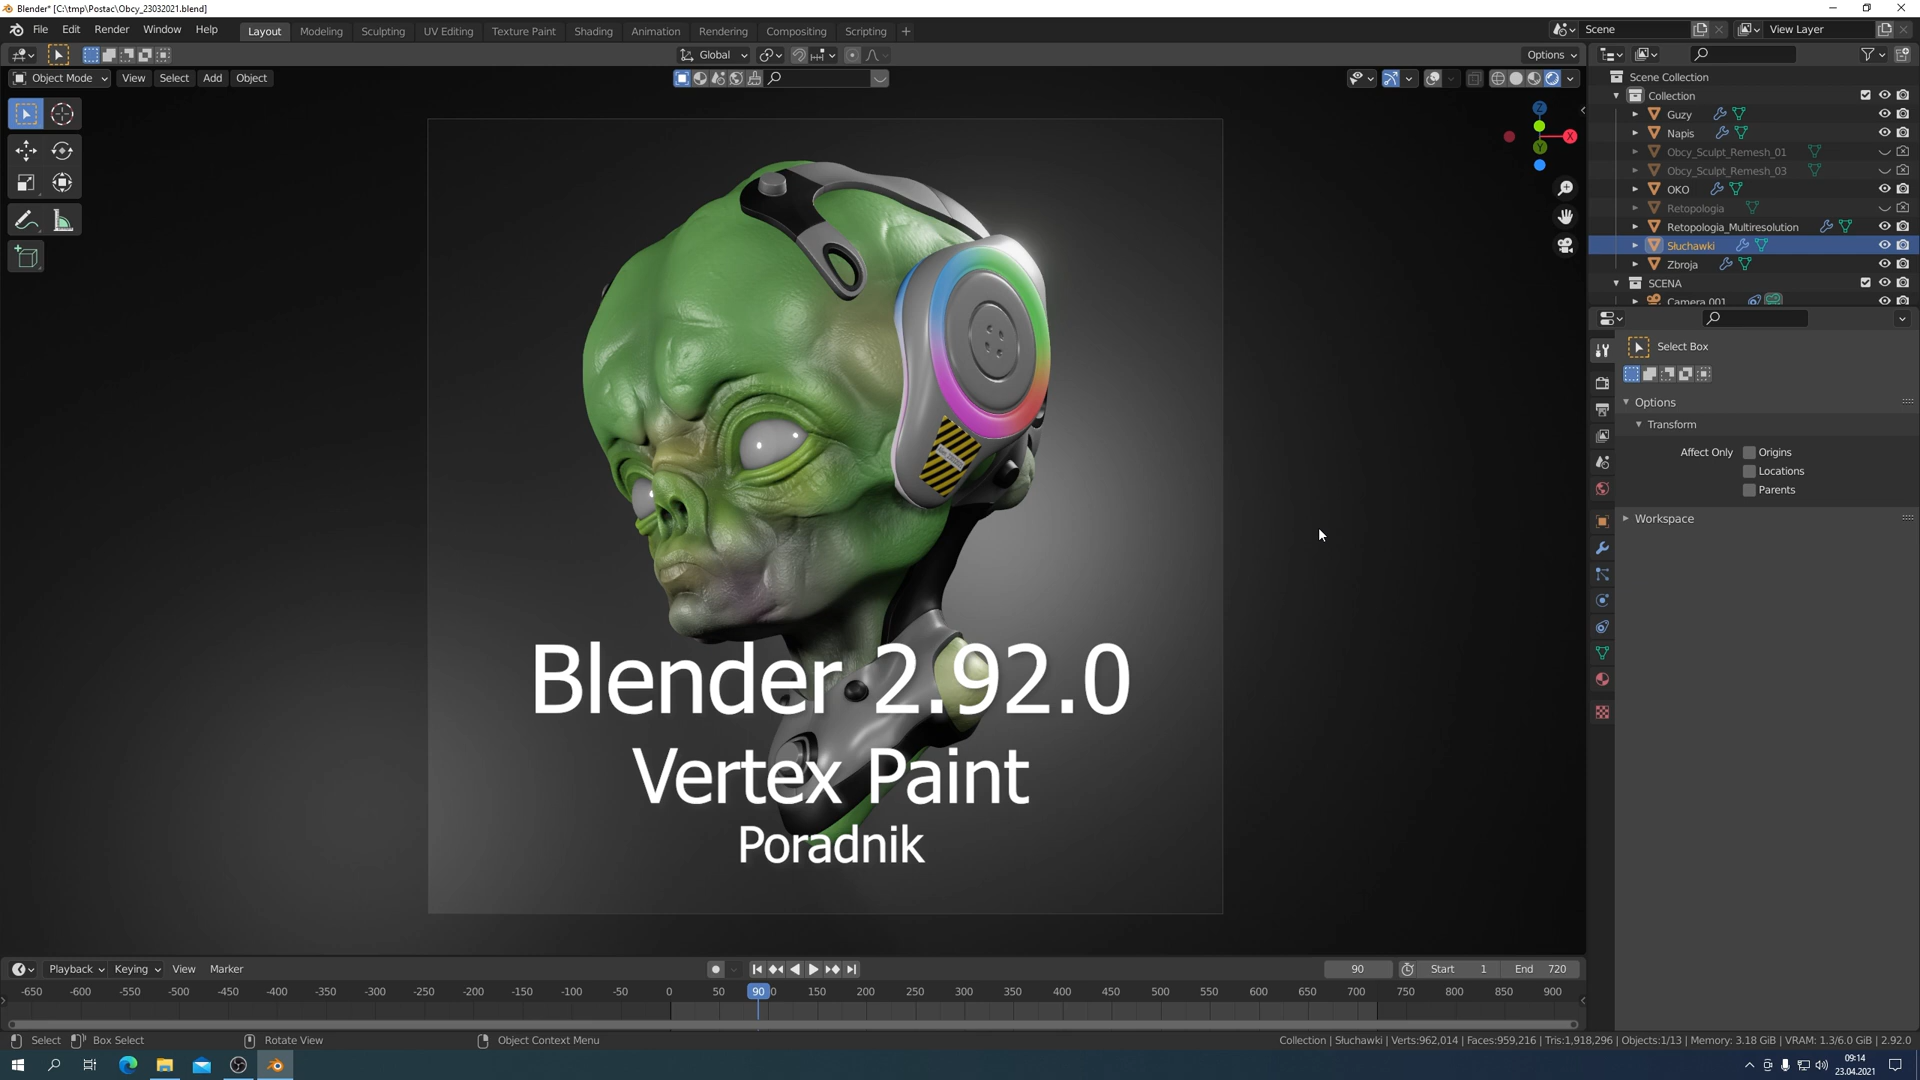 Blender* [C:\tmp\Postac\Obcy_23032021.blend]
File Edit Render Window Help Layout Modeling Sculpting UV Editing Texture Paint Shading Animation Rendering Compositing Scripting + Scene View Layer
Global Options
Object Mode View Select Add Object
Scene Collection
Collection
Guzy
Napis
Obcy_Sculpt_Remesh_01
Obcy_Sculpt_Remesh_03
OKO
Retopologia
Retopologia_Multiresolution
Słuchawki
Zbroja
SCENA
Camera.001
Z
X
Y
Select Box
Options
Transform
Affect Only Origins
Locations
Parents
Workspace
Blender 2.92.0
Vertex Paint
Poradnik
Playback Keying View Marker 90 Start 1 End 720
-650 -600 -550 -500 -450 -400 -350 -300 -250 -200 -150 -100 -50 0 50 90 150 200 250 300 350 400 450 500 550 600 650 700 750 800 850 900
Select Box Select Rotate View Object Context Menu Collection | Słuchawki | Verts:962,014 | Faces:959,216 | Tris:1,918,296 | Objects:1/13 | Memory: 3.18 GiB | VRAM: 1.3/6.0 GiB | 2.92.0
09:14
23.04.2021